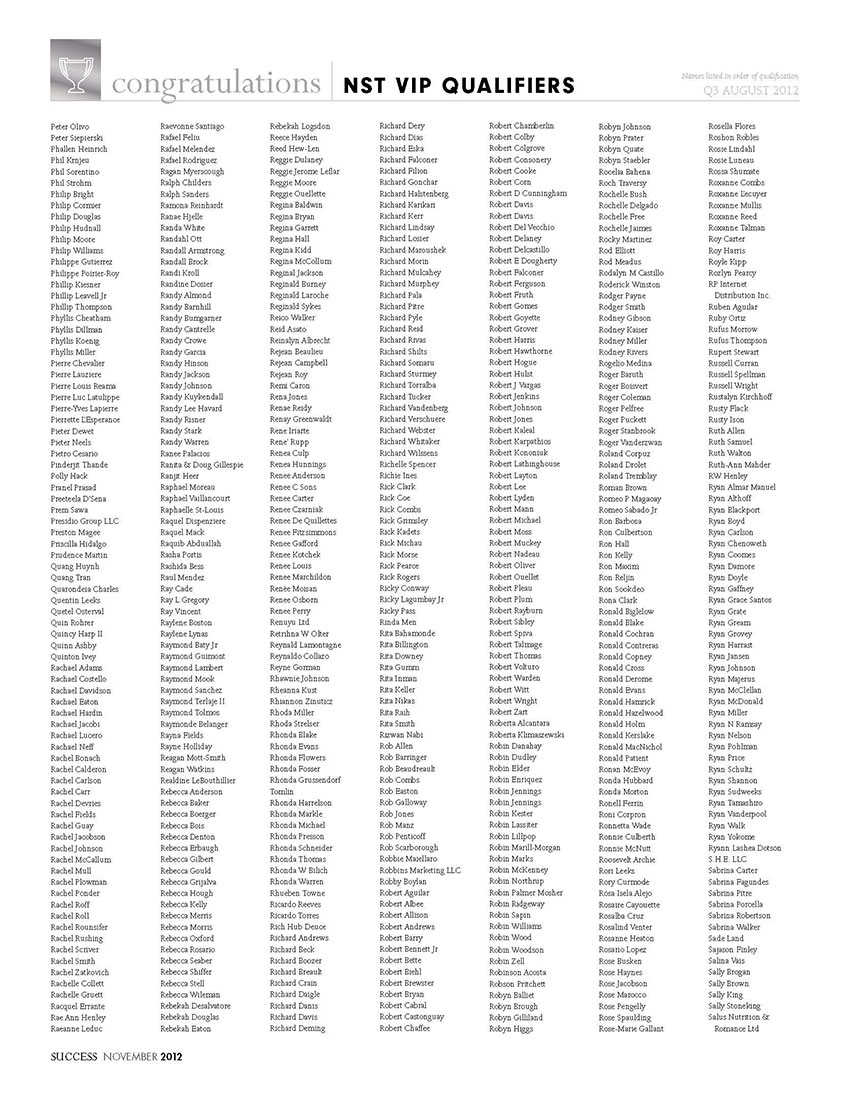 congratulations NST VIP QUALIFIERS
Names listed in order of qualification
Q3 AUGUST 2012
Peter Olivo
Peter Siepierski
Phallen Heinrich
Phil Krnjeu
Phil Sorentino
Phil Strohm
Philip Bright
Philip Cormier
Philip Douglas
Philip Hudnall
Philip Moore
Philip Williams
Philippe Gutierrez
Philippe Poirier-Roy
Phillip Kiesner
Phillip Leavell Jr
Phillip Thompson
Phyllis Cheatham
Phyllis Dillman
Phyllis Koenig
Phyllis Miller
Pierre Chevalier
Pierre Lauziere
Pierre Louis Reama
Pierre Luc Latulippe
Pierre-Yves Lapierre
Pierrette L'Esperance
Pieter Dewet
Pieter Neels
Pietro Cesario
Pinderjit Thande
Polly Hack
Pranel Prasad
Preeteela D'Sena
Prem Sawa
Presidio Group LLC
Preston Magee
Priscilla Hidalgo
Prudence Martin
Quang Huynh
Quang Tran
Quarondeia Charles
Quentin Leeks
Quetel Osterval
Quin Rohrer
Quincy Harp II
Quinn Ashby
Quinton Ivey
Rachael Adams
Rachael Costello
Rachael Davidson
Rachael Eaton
Rachael Hardin
Rachael Jacobi
Rachael Lucero
Rachael Neff
Rachel Bonach
Rachel Calderon
Rachel Carlson
Rachel Carr
Rachel Devries
Rachel Fields
Rachel Guay
Rachel Jacobson
Rachel Johnson
Rachel McCallum
Rachel Mull
Rachel Plowman
Rachel Ponder
Rachel Roff
Rachel Roll
Rachel Rounsifer
Rachel Rushing
Rachel Scriver
Rachel Smith
Rachel Zatkovich
Rachelle Collett
Rachelle Gruett
Racquel Errante
Rae Ann Henley
Raeanne Leduc
Raevonne Santiago
Rafael Feliu
Rafael Melendez
Rafael Rodriguez
Ragan Myerscough
Ralph Childers
Ralph Sanders
Ramona Reinhardt
Ranae Hjelle
Randa White
Randahl Ott
Randall Armstrong
Randall Brock
Randi Kroll
Randine Dosier
Randy Almond
Randy Barnhill
Randy Bumgarner
Randy Cantrelle
Randy Crowe
Randy Garcia
Randy Hinson
Randy Jackson
Randy Johnson
Randy Kuykendall
Randy Lee Havard
Randy Risner
Randy Stark
Randy Warren
Ranee Palacios
Ranita & Doug Gillespie
Ranjit Heer
Raphael Moreau
Raphael Vaillancourt
Raphaelle St-Louis
Raquel Dispenziere
Raquel Mack
Raquib Abduallah
Rasha Portis
Rashida Bess
Raul Mendez
Ray Cade
Ray L Gregory
Ray Vincent
Raylene Boston
Raylene Lynas
Raymond Baty Jr
Raymond Guimont
Raymond Lambert
Raymond Mook
Raymond Sanchez
Raymond Terlaje II
Raymond Tolmos
Raymonde Belanger
Rayna Fields
Rayne Holliday
Reagan Mott-Smith
Reagan Watkins
Realdine LeBouthillier
Rebecca Anderson
Rebecca Baker
Rebecca Boerger
Rebecca Bois
Rebecca Denton
Rebecca Erbaugh
Rebecca Gilbert
Rebecca Gould
Rebecca Grijalva
Rebecca Hough
Rebecca Kelly
Rebecca Merris
Rebecca Morris
Rebecca Oxford
Rebecca Rosario
Rebecca Seaber
Rebecca Shiffer
Rebecca Stell
Rebecca Wileman
Rebekah Desalvatore
Rebekah Douglas
Rebekah Eaton
Rebekah Logsdon
Reece Hayden
Reed Hew-Len
Reggie Dulaney
Reggie Jerome Leflar
Reggie Moore
Reggie Ouellette
Regina Baldwin
Regina Bryan
Regina Garrett
Regina Hall
Regina Kidd
Regina McCollum
Reginal Jackson
Reginald Burney
Reginald Laroche
Reginald Sykes
Reico Walker
Reid Asato
Reinalyn Albrecht
Rejean Beaulieu
Rejean Campbell
Rejean Roy
Remi Caron
Rena Jones
Renae Reidy
Renay Greenwaldt
Rene Iriarte
Rene' Rupp
Renea Culp
Renea Hunnings
Renee Anderson
Renee C Sons
Renee Carter
Renee Czarniak
Renee De Quillettes
Renee Fitzsimmons
Renee Gafford
Renee Kotchek
Renee Louis
Renee Marchildon
Renée Moisan
Renee Osborn
Renee Perry
Renuyu Ltd
Retrihna W Olter
Reynald Lamontagne
Reynaldo Collazo
Reyne Gorman
Rhawnie Johnson
Rheanna Kust
Rhiannon Zinuticz
Rhoda Miller
Rhoda Strelser
Rhonda Blake
Rhonda Evans
Rhonda Flowers
Rhonda Fosser
Rhonda Grussendorf
Tomlin
Rhonda Harrelson
Rhonda Markle
Rhonda Michael
Rhonda Presson
Rhonda Schneider
Rhonda Thomas
Rhonda W Bilich
Rhonda Warren
Rhueben Towne
Ricardo Reeves
Ricardo Torres
Rich Hub Deuce
Richard Andrews
Richard Beck
Richard Boozer
Richard Breault
Richard Crain
Richard Daigle
Richard Danis
Richard Davis
Richard Deming
Richard Dery
Richard Dias
Richard Eska
Richard Falconer
Richard Filion
Richard Gonchar
Richard Halstenberg
Richard Karikari
Richard Kerr
Richard Lindsay
Richard Losier
Richard Maroushek
Richard Morin
Richard Mulcahey
Richard Murphey
Richard Pala
Richard Pitre
Richard Pyle
Richard Reid
Richard Rivas
Richard Shilts
Richard Somaru
Richard Sturmey
Richard Torralba
Richard Tucker
Richard Vandenberg
Richard Verschuere
Richard Webster
Richard Whitaker
Richard Wilssens
Richelle Spencer
Richie Ines
Rick Clark
Rick Coe
Rick Combs
Rick Grimsley
Rick Kadets
Rick Michau
Rick Morse
Rick Pearce
Rick Rogers
Ricky Conway
Ricky Lagumbay Jr
Ricky Pass
Rinda Men
Rita Bahamonde
Rita Billington
Rita Downey
Rita Gumm
Rita Inman
Rita Keller
Rita Nikas
Rita Raih
Rita Smith
Rizwan Nabi
Rob Allen
Rob Barringer
Rob Beaudreault
Rob Combs
Rob Easton
Rob Galloway
Rob Jones
Rob Manz
Rob Penticoff
Rob Scarborough
Robbie Maiellaro
Robbins Marketing LLC
Robby Boylan
Robert Aguilar
Robert Albee
Robert Allison
Robert Andrews
Robert Barry
Robert Bennett Jr
Robert Bette
Robert Biehl
Robert Brewster
Robert Bryan
Robert Cabral
Robert Castonguay
Robert Chaffee
Robert Chamberlin
Robert Colby
Robert Colgrove
Robert Consonery
Robert Cooke
Robert Corn
Robert D Cunningham
Robert Davis
Robert Davis
Robert Del Vecchio
Robert Delaney
Robert Delcastillo
Robert E Dougherty
Robert Falconer
Robert Ferguson
Robert Fruth
Robert Gomes
Robert Goyette
Robert Grover
Robert Harris
Robert Hawthorne
Robert Hogue
Robert Hulst
Robert J Vargas
Robert Jenkins
Robert Johnson
Robert Jones
Robert Kaleal
Robert Karpathios
Robert Kononiuk
Robert Lathinghouse
Robert Layton
Robert Lee
Robert Lyden
Robert Mann
Robert Michael
Robert Moss
Robert Muckey
Robert Nadeau
Robert Oliver
Robert Ouellet
Robert Pleau
Robert Plum
Robert Rayburn
Robert Sibley
Robert Spiva
Robert Talmage
Robert Thomas
Robert Volturo
Robert Warden
Robert Witt
Robert Wright
Robert Zart
Roberta Alcantara
Roberta Klimaszewski
Robin Danahay
Robin Dudley
Robin Elder
Robin Enriquez
Robin Jennings
Robin Jennings
Robin Kester
Robin Lassiter
Robin Lillpop
Robin Marill-Morgan
Robin Marks
Robin McKenney
Robin Northrup
Robin Palmer Mosher
Robin Ridgeway
Robin Sapin
Robin Williams
Robin Wood
Robin Woodson
Robin Zell
Robinson Acosta
Robson Pritchett
Robyn Balliet
Robyn Brough
Robyn Gilliland
Robyn Higgs
Robyn Johnson
Robyn Prater
Robyn Quate
Robyn Staebler
Rocelia Bahena
Roch Traversy
Rochelle Bush
Rochelle Delgado
Rochelle Free
Rochelle Jaimes
Rocky Martinez
Rod Elliott
Rod Meadus
Rodalyn M Castillo
Roderick Winston
Rodger Payne
Rodger Smith
Rodney Gibson
Rodney Kaiser
Rodney Miller
Rodney Rivers
Rogelio Medina
Roger Baruth
Roger Boisvert
Roger Coleman
Roger Pelfree
Roger Puckett
Roger Stanbrook
Roger Vanderzwan
Roland Corpuz
Roland Drolet
Roland Tremblay
Roman Brown
Romeo P Magaoay
Romeo Sabado Jr
Ron Barbosa
Ron Culbertson
Ron Hall
Ron Kelly
Ron Maxim
Ron Reljin
Ron Sookdeo
Rona Clark
Ronald Biglelow
Ronald Blake
Ronald Cochran
Ronald Contreras
Ronald Copney
Ronald Cross
Ronald Derome
Ronald Evans
Ronald Hamrick
Ronald Hazelwood
Ronald Holm
Ronald Kerslake
Ronald MacNichol
Ronald Patient
Ronan McEvoy
Ronda Hubbard
Ronda Morton
Ronell Ferrin
Roni Corpron
Ronnetta Wade
Ronnie Culberth
Ronnie McNutt
Roosevelt Archie
Rori Leeks
Rory Curmode
Rosa Isela Alejo
Rosaire Cayouette
Rosalba Cruz
Rosalind Venter
Rosanne Heaton
Rosario Lopez
Rose Busken
Rose Haynes
Rose Jacobson
Rose Marocco
Rose Pengelly
Rose Spaulding
Rose-Marie Gallant
Rosella Flores
Roshon Robles
Rosie Lindahl
Rosie Luneau
Rossa Shumate
Roxanne Combs
Roxanne L'ecuyer
Roxanne Mullis
Roxanne Reed
Roxanne Talman
Roy Carter
Roy Harris
Royle Kipp
Rozlyn Pearcy
RP Internet
Distribution Inc.
Ruben Aguilar
Ruby Ortiz
Rufus Morrow
Rufus Thompson
Rupert Stewart
Russell Curran
Russell Spellman
Russell Wright
Rustalyn Kirchhoff
Rusty Flack
Rusty Ison
Ruth Allen
Ruth Samuel
Ruth Walton
Ruth-Ann Mahder
RW Henley
Ryan Almar Manuel
Ryan Althoff
Ryan Blackport
Ryan Boyd
Ryan Carlson
Ryan Chenoweth
Ryan Coomes
Ryan Damore
Ryan Doyle
Ryan Gaffney
Ryan Grace Santos
Ryan Grate
Ryan Gream
Ryan Grovey
Ryan Harrast
Ryan Jansen
Ryan Johnson
Ryan Majerus
Ryan McClellan
Ryan McDonald
Ryan Miller
Ryan N Ramsay
Ryan Nelson
Ryan Pohlman
Ryan Price
Ryan Schultz
Ryan Shannon
Ryan Sudweeks
Ryan Tamashiro
Ryan Vanderpool
Ryan Walk
Ryan Yokome
Ryann Lashea Dotson
S.H.E. LLC
Sabrina Carter
Sabrina Fagundes
Sabrina Pitre
Sabrina Porcella
Sabrina Robertson
Sabrina Walker
Sade Land
Sajason Finley
Salina Vais
Sally Brogan
Sally Brown
Sally King
Sally Stoneking
Salus Nutrition &
Romance Ltd
SUCCESS NOVEMBER 2012